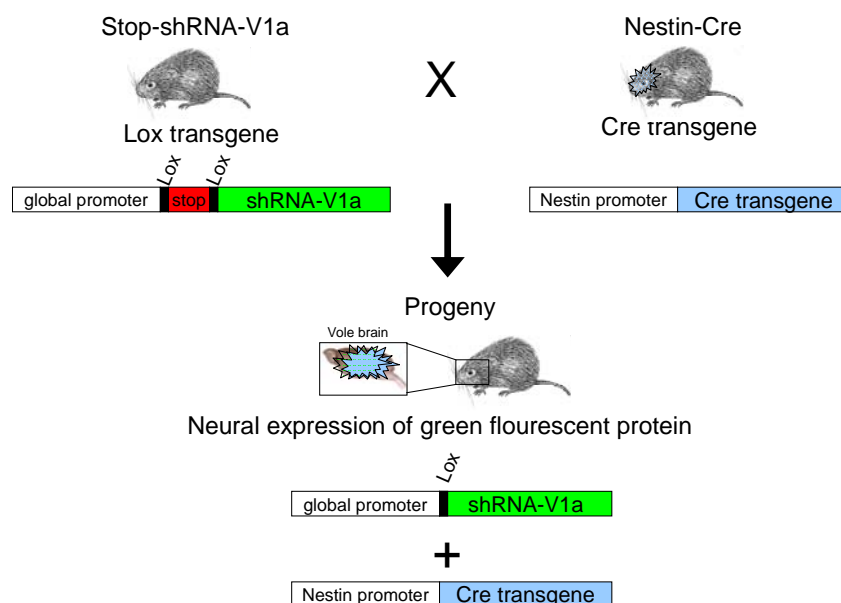 Stop-shRNA-V1a
Nestin-Cre
X
Lox transgene
Cre transgene
Lox
Lox
global promoter
stop
shRNA-V1a
Nestin promoter
Cre transgene
Progeny
Vole brain
Neural expression of green flourescent protein
Lox
global promoter
shRNA-V1a
+
Nestin promoter
Cre transgene